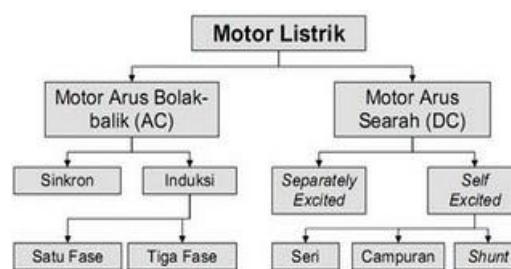 Motor Listrik
Motor Arus Bolak-
balik (AC)
Motor Arus
Searah (DC)
Sinkron
Induksi
Separately
Excited
Self
Excited
Satu Fase
Tiga Fase
Seri
Campuran
Shunt